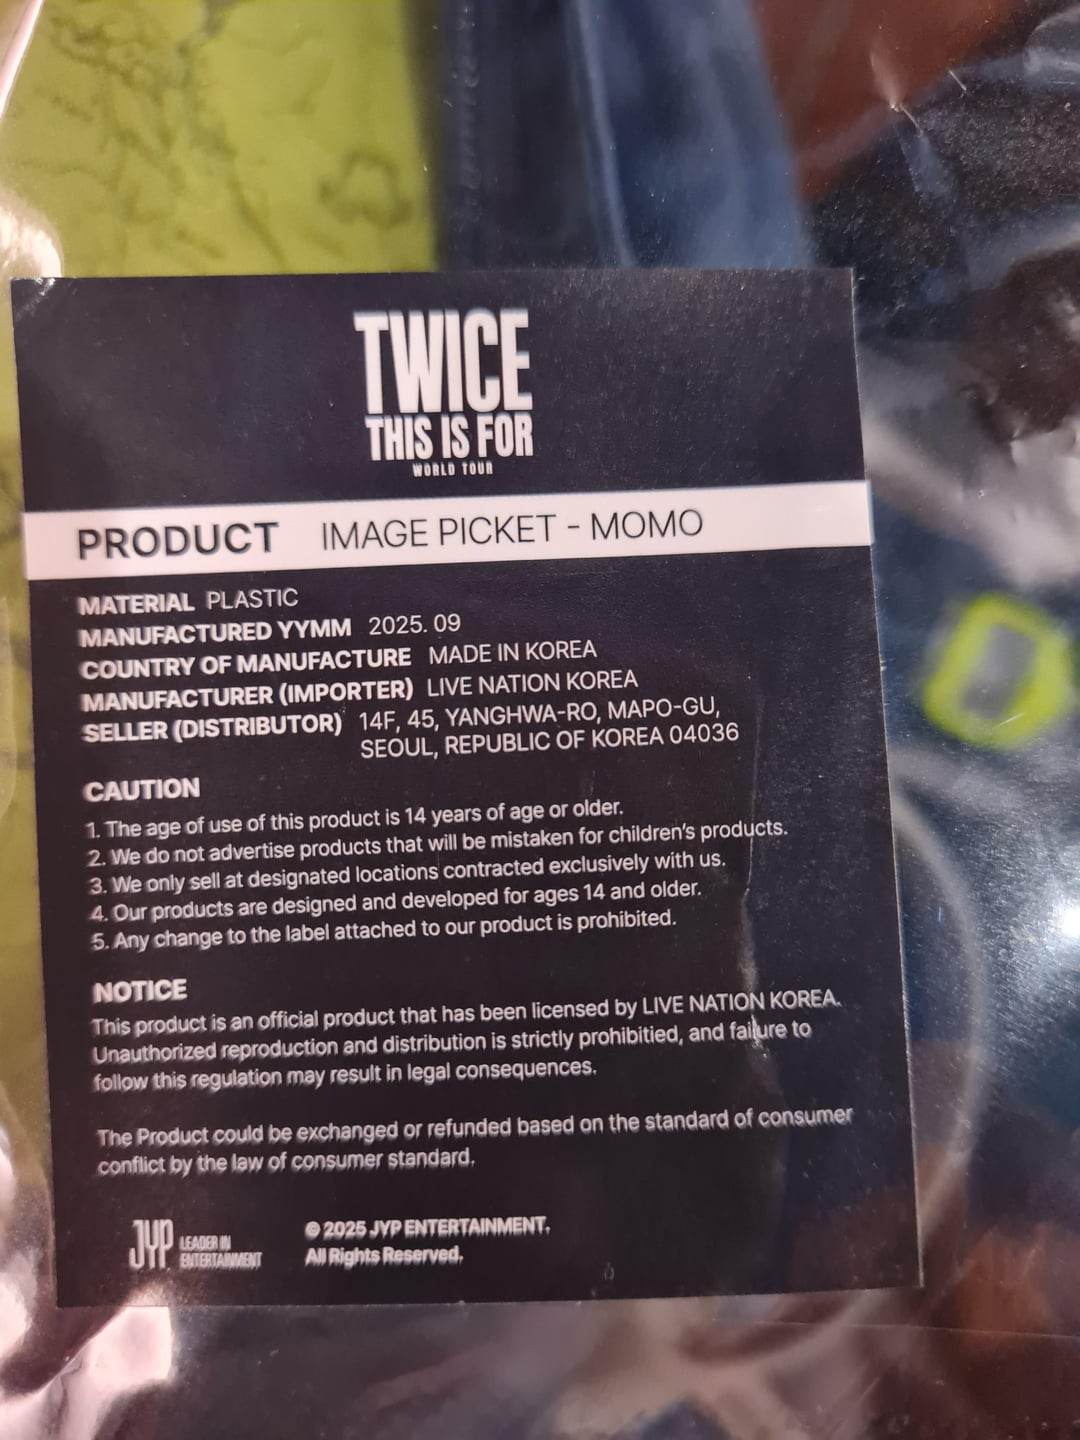 TWICE
THIS IS FOR
WORLD TOUR
PRODUCT IMAGE PICKET - MOMO
MATERIAL PLASTIC
MANUFACTURED YYMM 2025. 09
COUNTRY OF MANUFACTURE MADE IN KOREA
MANUFACTURER (IMPORTER) LIVE NATION KOREA
SELLER (DISTRIBUTOR) 14F, 45, YANGHWA-RO, MAPO-GU,
SEOUL, REPUBLIC OF KOREA 04036
CAUTION
1. The age of use of this product is 14 years of age or older.
2. We do not advertise products that will be mistaken for children's products.
3. We only sell at designated locations contracted exclusively with us.
4. Our products are designed and developed for ages 14 and older.
5. Any change to the label attached to our product is prohibited.
NOTICE
This product is an official product that has been licensed by LIVE NATION KOREA.
Unauthorized reproduction and distribution is strictly prohibitied, and failure to
follow this regulation may result in legal consequences.
The Product could be exchanged or refunded based on the standard of consumer
conflict by the law of consumer standard.
JYP LEADER IN
ENTERTAINMENT
© 2025 JYP ENTERTAINMENT.
All Rights Reserved.